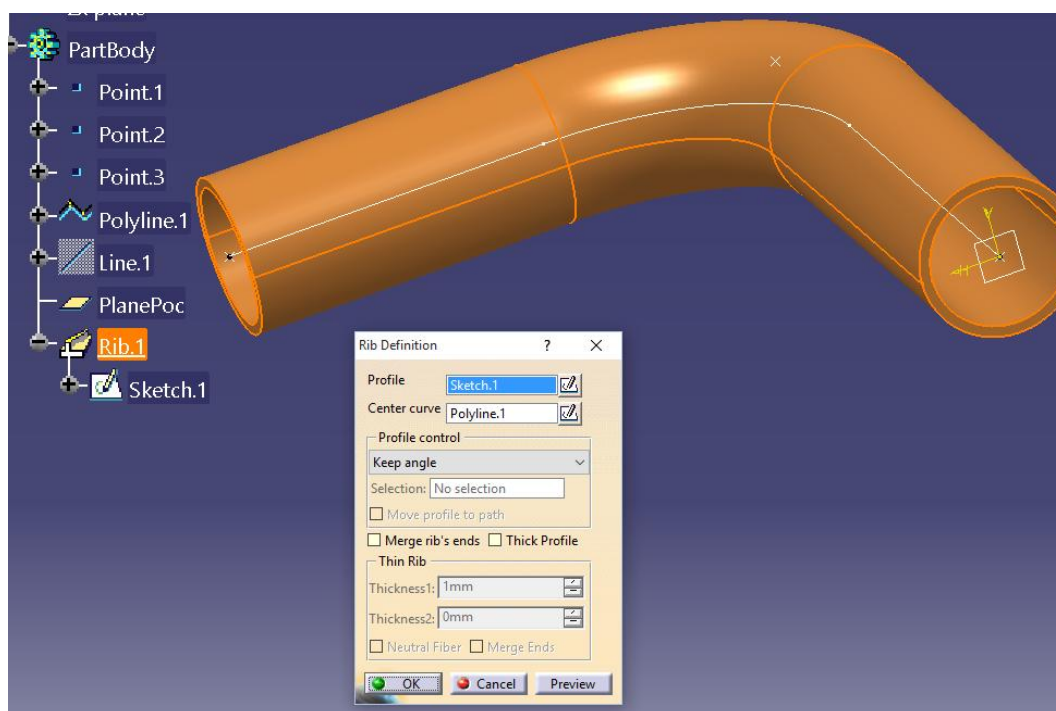 zx plane
PartBody
Point.1
Point.2
Point.3
Polyline.1
Line.1
PlanePoc
Rib.1
Sketch.1
Y
H
Rib Definition ? X
Profile Sketch.1
Center curve Polyline.1
Profile control
Keep angle
Selection: No selection
Move profile to path
Merge rib's ends Thick Profile
Thin Rib
Thickness1: 1mm
Thickness2: 0mm
Neutral Fiber Merge Ends
OK Cancel Preview